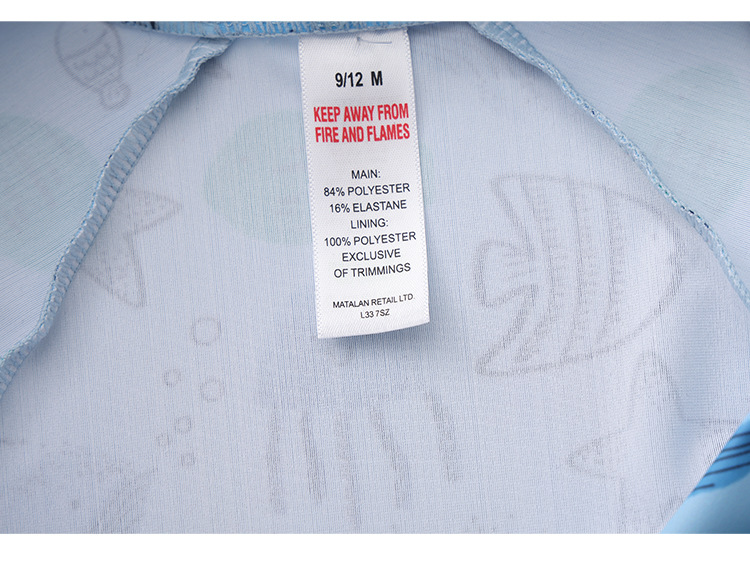 9/12 M
KEEP AWAY FROM
FIRE AND FLAMES
MAIN:
84% POLYESTER
16% ELASTANE
LINING:
100% POLYESTER
EXCLUSIVE
OF TRIMMINGS
MATALAN RETAIL LTD.
L33 7SZ